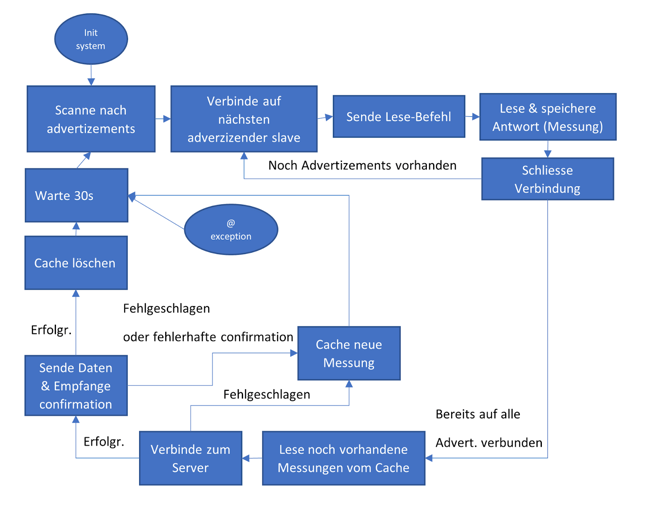 Init
system
Scanne nach
advertizements
Verbinde auf
nächsten
adverzizender slave
Sende Lese-Befehl
Lese & speichere
Antwort (Messung)
Noch Advertizements vorhanden
Schliesse
Verbindung
Warte 30s
@
exception
Cache löschen
Fehlgeschlagen
oder fehlerhafte confirmation
Erfolgr.
Cache neue
Messung
Sende Daten
& Empfange
confirmation
Fehlgeschlagen
Bereits auf alle
Advert. verbunden
Erfolgr.
Verbinde zum
Server
Lese noch vorhandene
Messungen vom Cache